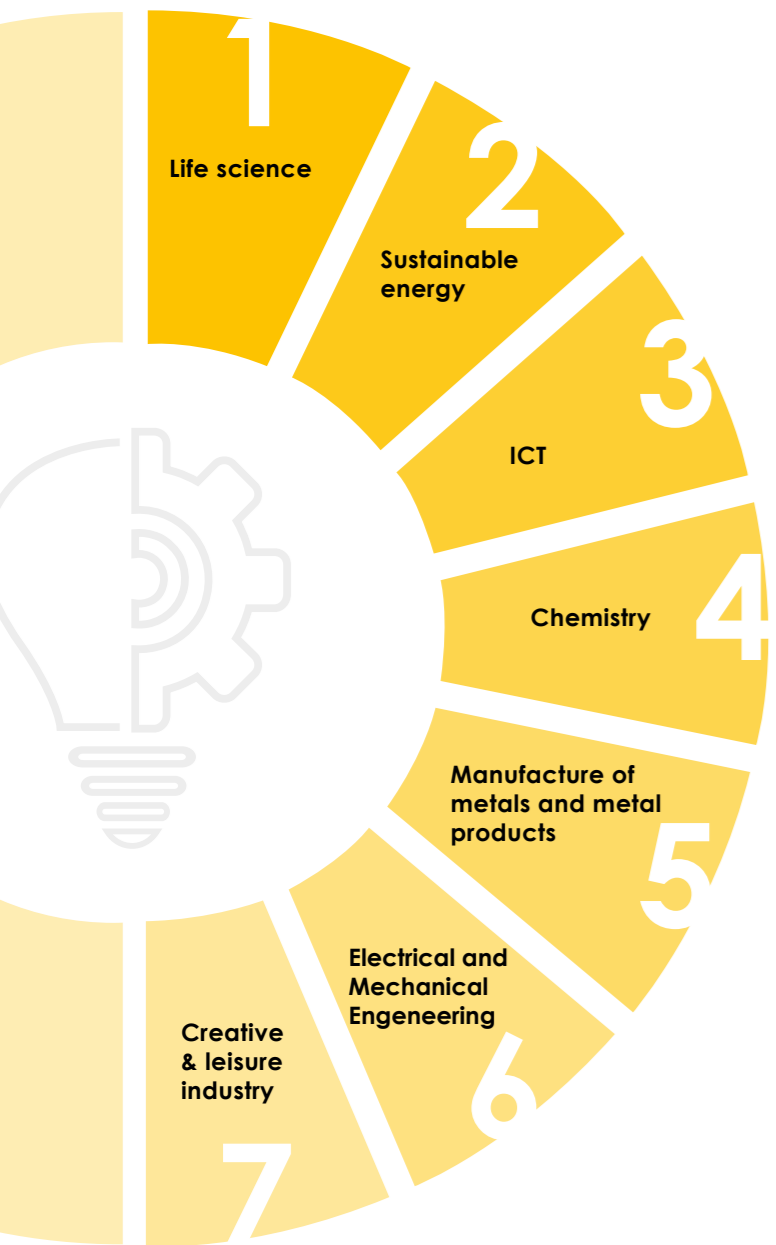 1
Life science
2
Sustainable
energy
3
ICT
4
Chemistry
5
Manufacture of
metals and metal
products
6
Electrical and
Mechanical
Engeneering
7
Creative
& leisure
industry